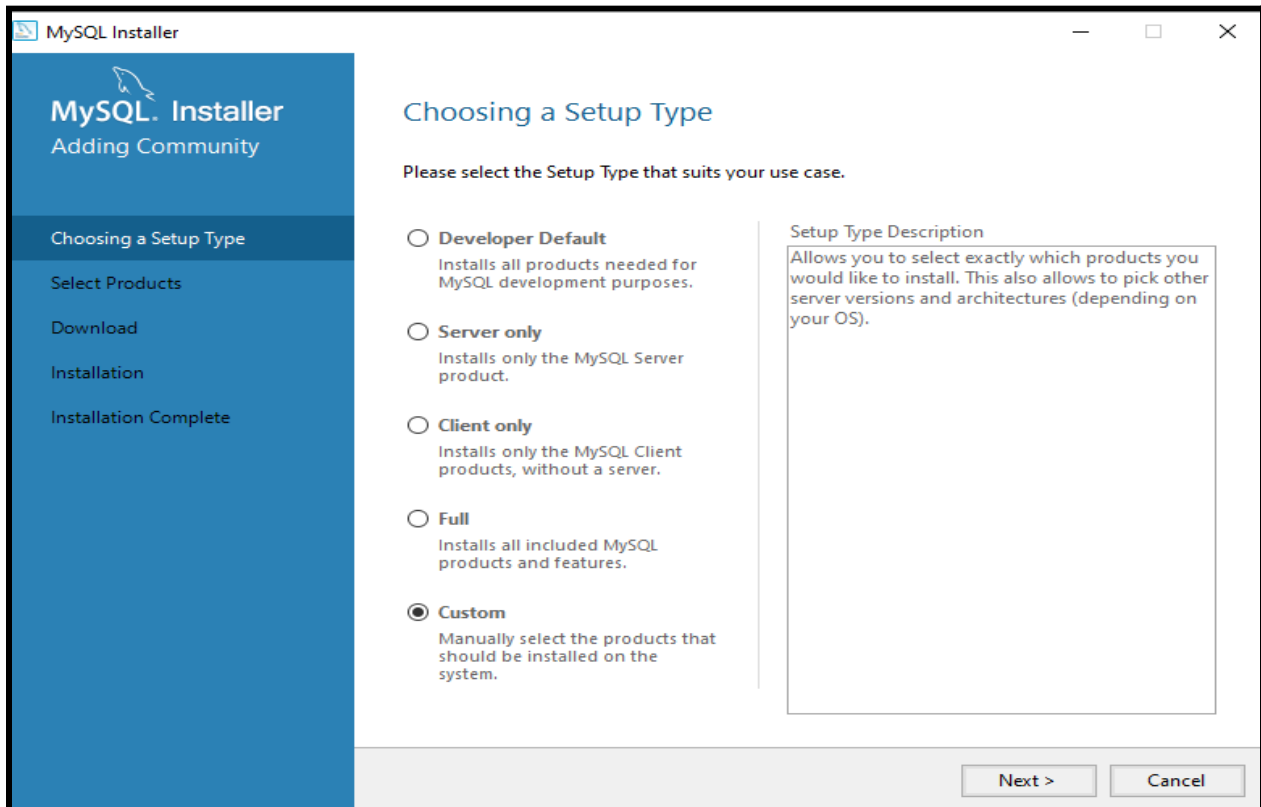 MySQL Installer
MySQL. Installer
Adding Community
Choosing a Setup Type
Select Products
Download
Installation
Installation Complete
Choosing a Setup Type
Please select the Setup Type that suits your use case.
Developer Default
Installs all products needed for
MySQL development purposes.
Server only
Installs only the MySQL Server
product.
Client only
Installs only the MySQL Client
products, without a server.
Full
Installs all included MySQL
products and features.
Custom
Manually select the products that
should be installed on the
system.
Setup Type Description
Allows you to select exactly which products you
would like to install. This also allows to pick other
server versions and architectures (depending on
your OS).
Next >
Cancel